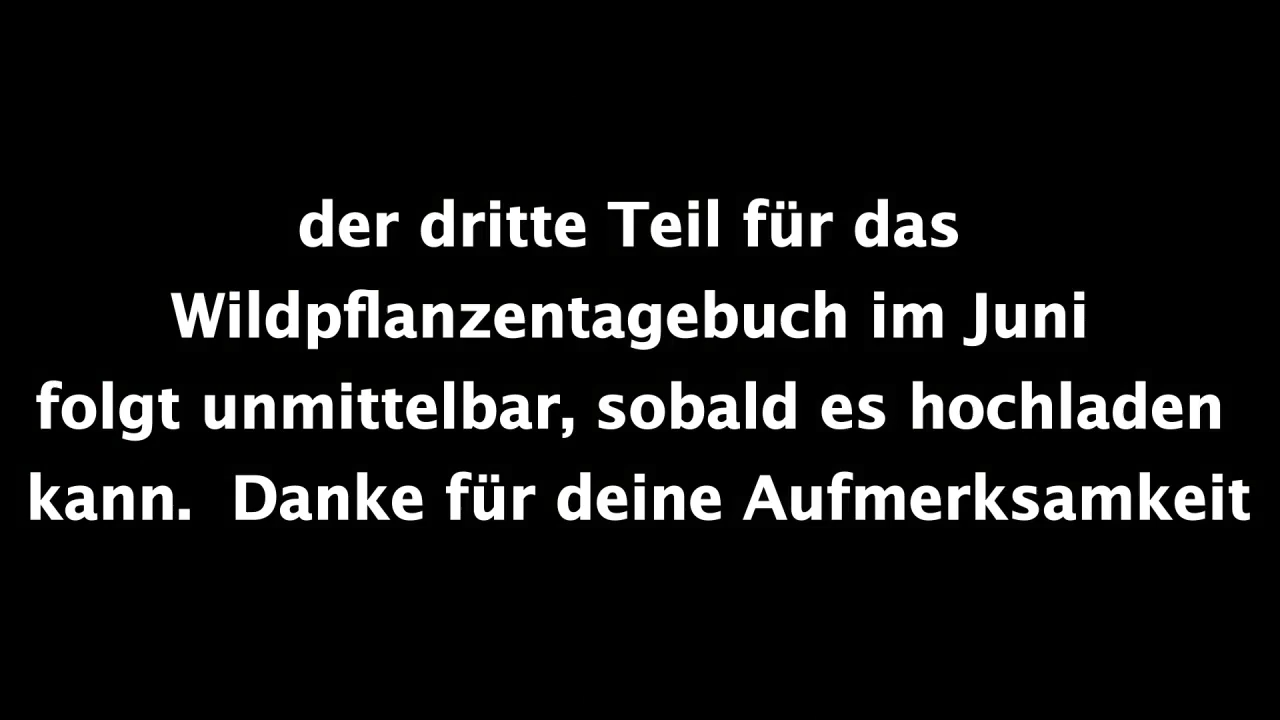 der dritte Teil für das
Wildpflanzentagebuch im Juni
folgt unmittelbar, sobald es hochladen
kann.  Danke für deine Aufmerksamkeit